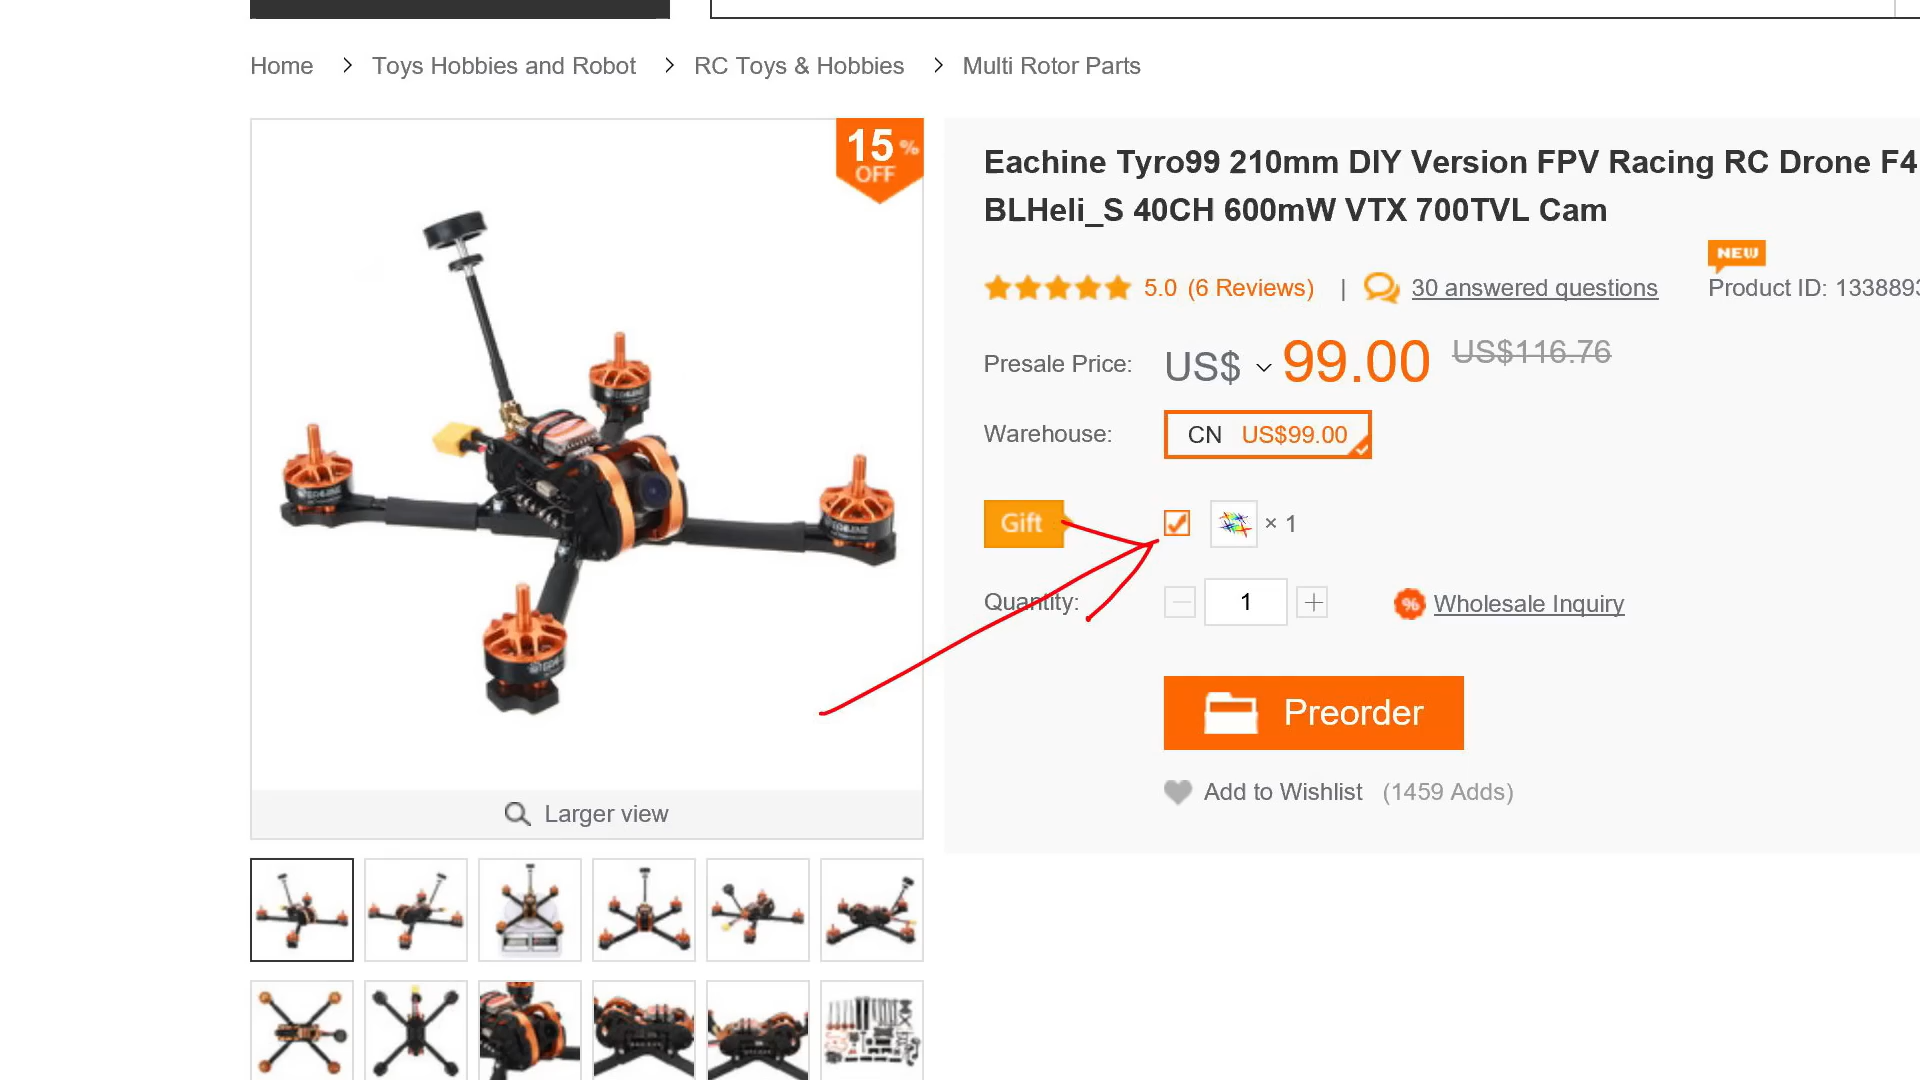 Home > Toys Hobbies and Robot > RC Toys & Hobbies > Multi Rotor Parts
15%
OFF
Eachine Tyro99 210mm DIY Version FPV Racing RC Drone F4
BLHeli_S 40CH 600mW VTX 700TVL Cam
NEW
5.0 (6 Reviews) | 30 answered questions Product ID: 1338893
Presale Price: US$ 99.00 US$116.76
Warehouse: CN US$99.00
Gift × 1
Quantity: 1 Wholesale Inquiry
Preorder
Add to Wishlist (1459 Adds)
Larger view